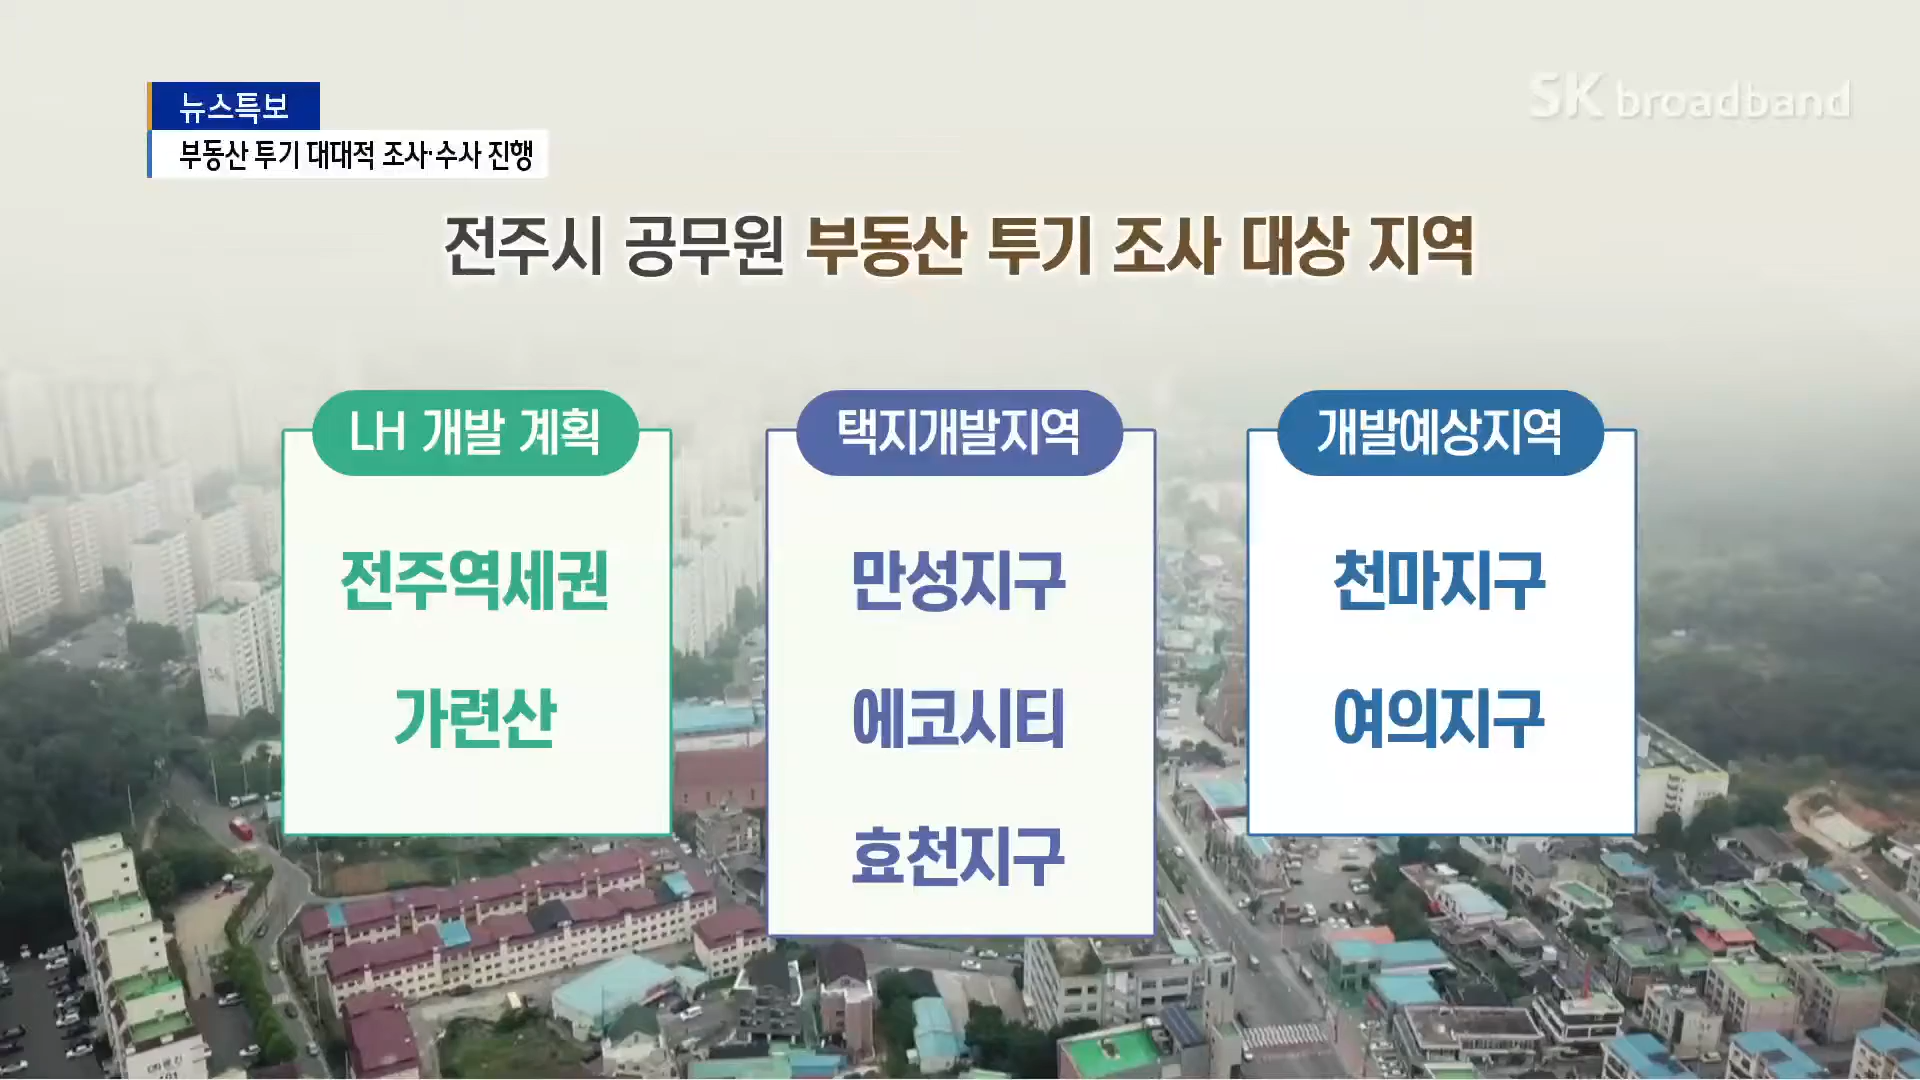 뉴스특보
SK broadband
부동산 투기 대대적 조사·수사 진행
전주시 공무원 부동산 투기 조사 대상 지역
LH 개발 계획
전주역세권
가련산
택지개발지역
만성지구
에코시티
효천지구
개발예상지역
천마지구
여의지구